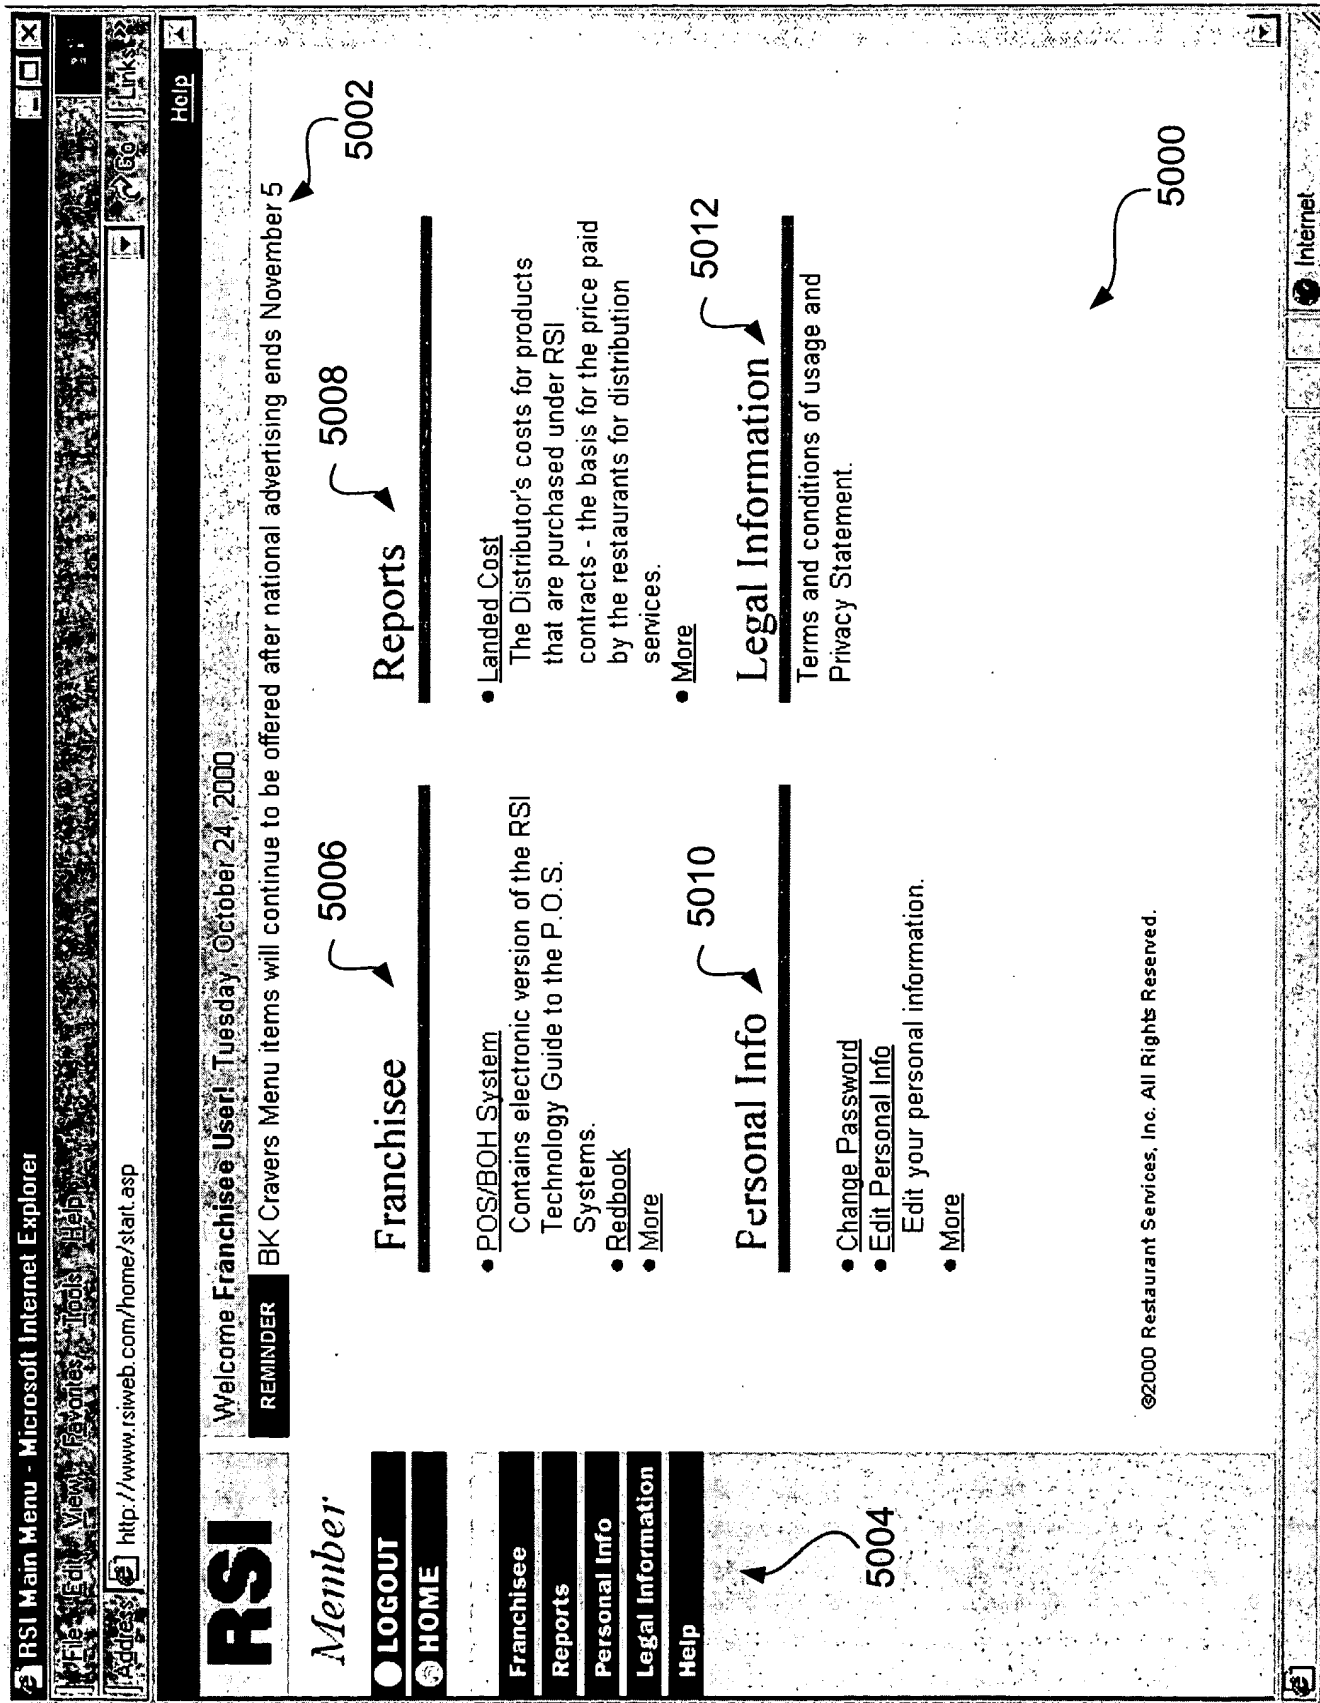 RSI Main Menu - Microsoft Internet Explorer
File Edit View Favorites Tools Help
Address http://www.rsiweb.com/home/start.asp Go Links »
Help
RSI
Welcome Franchisee User! Tuesday, October 24, 2000
REMINDER BK Cravers Menu items will continue to be offered after national advertising ends November 5
5002
Member
LOGOUT
HOME
Franchisee
Reports
Personal Info
Legal Information
Help
5004
5006
Franchisee
• POS/BOH System
Contains electronic version of the RSI
Technology Guide to the P.O.S.
Systems.
• Redbook
• More
5008
Reports
• Landed Cost
The Distributor's costs for products
that are purchased under RSI
contracts - the basis for the price paid
by the restaurants for distribution
services.
• More
5010
Personal Info
• Change Password
• Edit Personal Info
Edit your personal information.
• More
5012
Legal Information
Terms and conditions of usage and
Privacy Statement.
5000
©2000 Restaurant Services, Inc. All Rights Reserved.
Internet